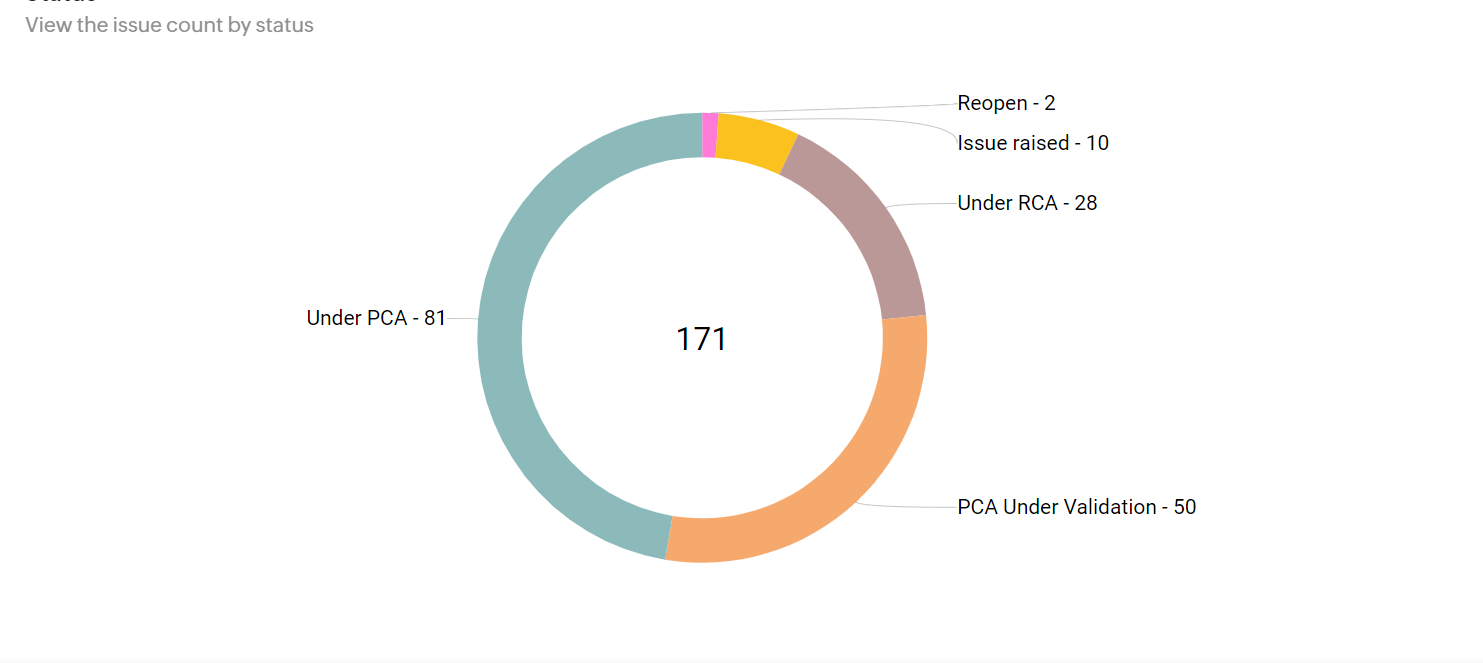 View the issue count by status
Reopen - 2
Issue raised - 10
Under RCA - 28
Under PCA - 81
171
PCA Under Validation - 50